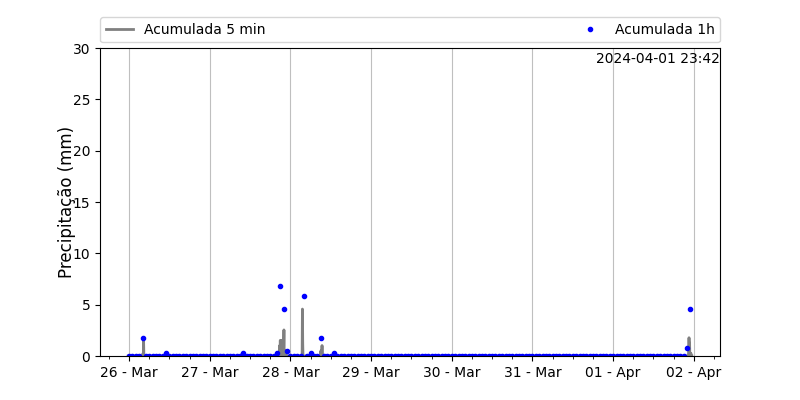 Acumulada 5 min
Acumulada 1h
2024-04-01 23:42
Precipitação (mm)
30
25
20
15
10
5
0
26 - Mar 27 - Mar 28 - Mar 29 - Mar 30 - Mar 31 - Mar 01 - Apr 02 - Apr